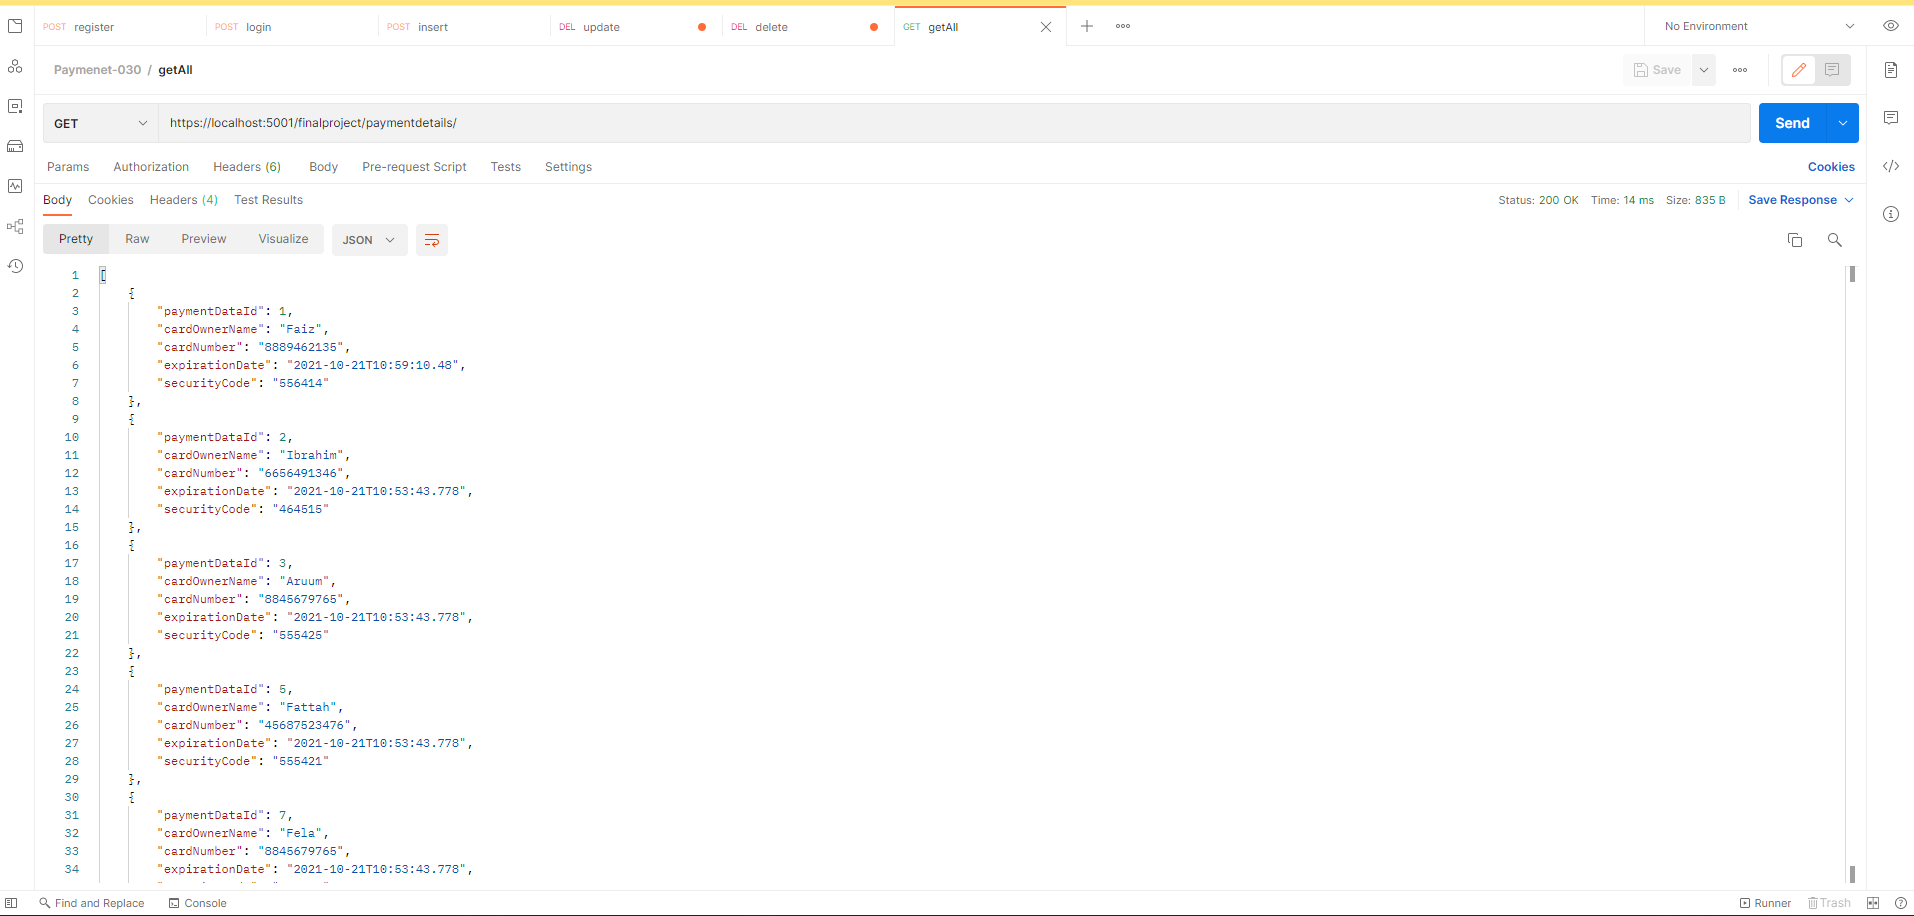 POST register POST login POST insert DEL update DEL delete GET getAll No Environment
Paymenet-030 / getAll Save
GET https://localhost:5001/finalproject/paymentdetails/ Send
Params Authorization Headers (6) Body Pre-request Script Tests Settings Cookies
Body Cookies Headers (4) Test Results Status: 200 OK Time: 14 ms Size: 835 B Save Response
Pretty Raw Preview Visualize JSON
1 [
2 {
3 "paymentDataId": 1,
4 "cardOwnerName": "Faiz",
5 "cardNumber": "8889462135",
6 "expirationDate": "2021-10-21T10:59:10.48",
7 "securityCode": "556414"
8 },
9 {
10 "paymentDataId": 2,
11 "cardOwnerName": "Ibrahim",
12 "cardNumber": "6656491346",
13 "expirationDate": "2021-10-21T10:53:43.778",
14 "securityCode": "464515"
15 },
16 {
17 "paymentDataId": 3,
18 "cardOwnerName": "Aruum",
19 "cardNumber": "8845679765",
20 "expirationDate": "2021-10-21T10:53:43.778",
21 "securityCode": "555425"
22 },
23 {
24 "paymentDataId": 5,
25 "cardOwnerName": "Fattah",
26 "cardNumber": "45687523476",
27 "expirationDate": "2021-10-21T10:53:43.778",
28 "securityCode": "555421"
29 },
30 {
31 "paymentDataId": 7,
32 "cardOwnerName": "Fela",
33 "cardNumber": "8845679765",
34 "expirationDate": "2021-10-21T10:53:43.778",
Find and Replace Console Runner Trash